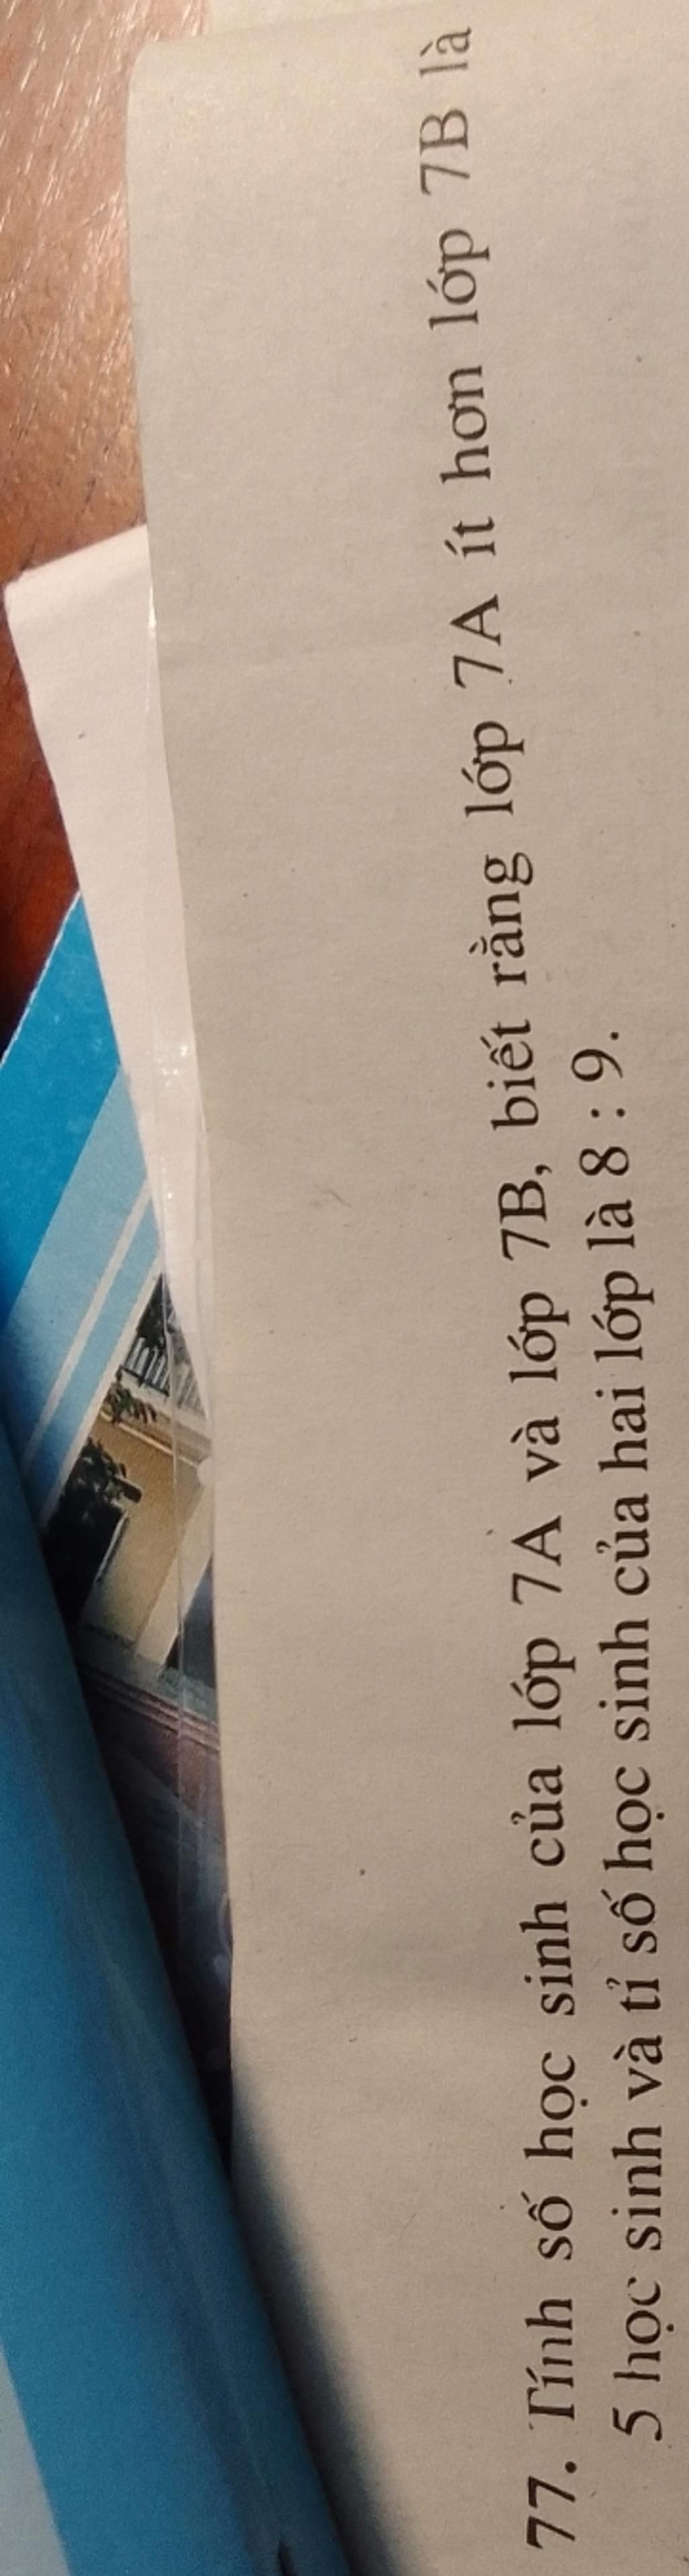 77. Tính số học sinh của lớp 7A và lớp 7B, biết rằng lớp 7A ít hơn lớp 7B là
5 học sinh và tỉ số học sinh của hai lớp là 8 : 9.